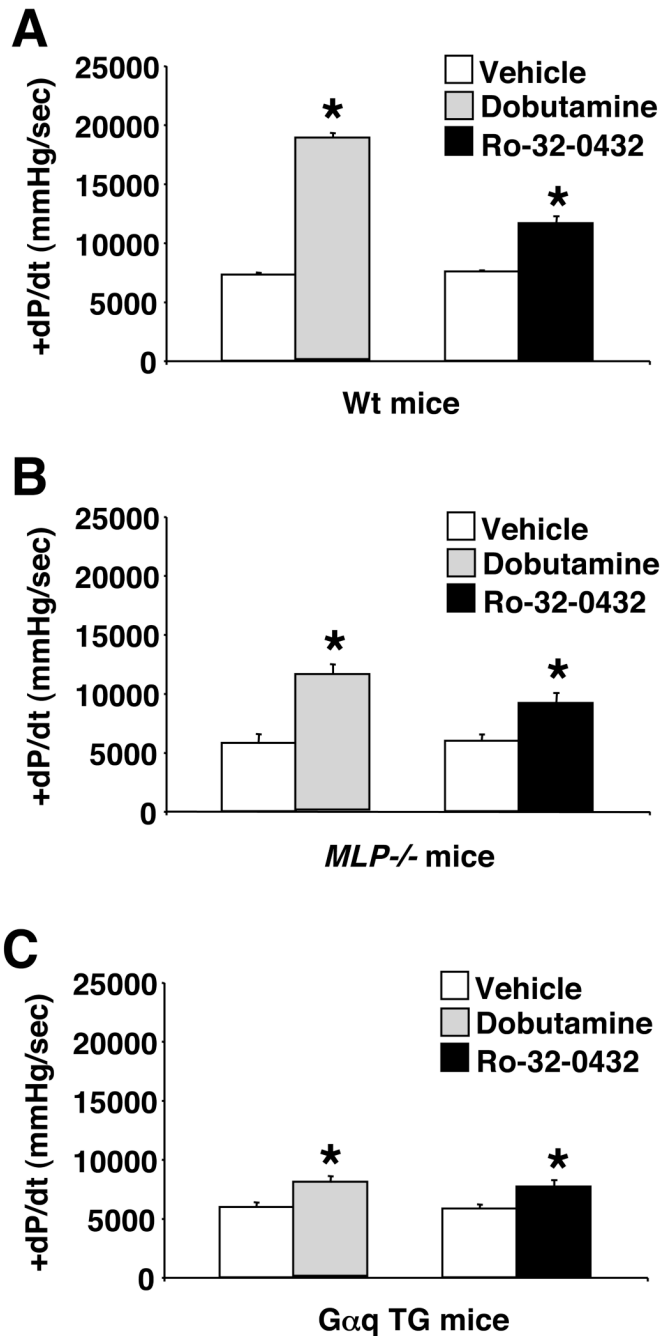 A
25000
20000
15000
10000
5000
0
+dP/dt (mmHg/sec)
Vehicle
Dobutamine
Ro-32-0432
*
*
Wt mice
B
25000
20000
15000
10000
5000
0
+dP/dt (mmHg/sec)
Vehicle
Dobutamine
Ro-32-0432
*
*
MLP-/- mice
C
25000
20000
15000
10000
5000
0
+dP/dt (mmHg/sec)
Vehicle
Dobutamine
Ro-32-0432
*
*
Gαq TG mice